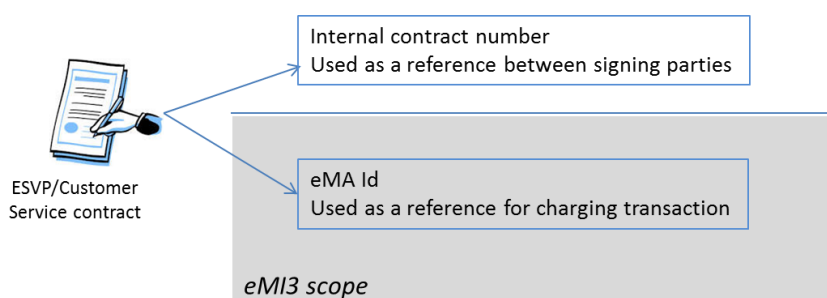 Internal contract number
Used as a reference between signing parties
ESVP/Customer
Service contract
eMA Id
Used as a reference for charging transaction
eMI3 scope